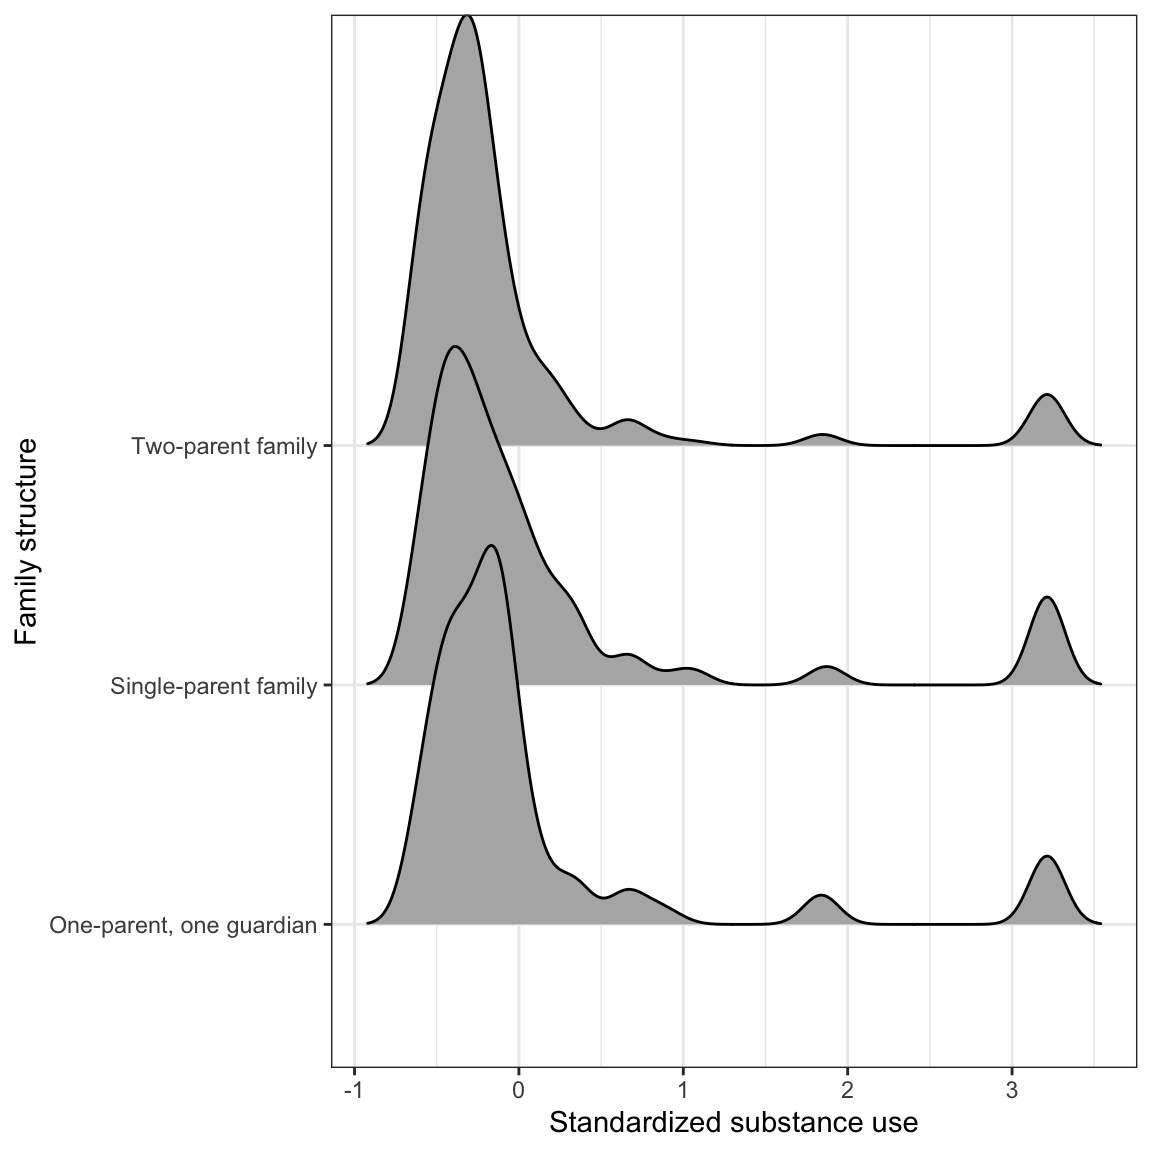 Family structure
Two-parent family
Single-parent family
One-parent, one guardian
-1 0 1 2 3
Standardized substance use